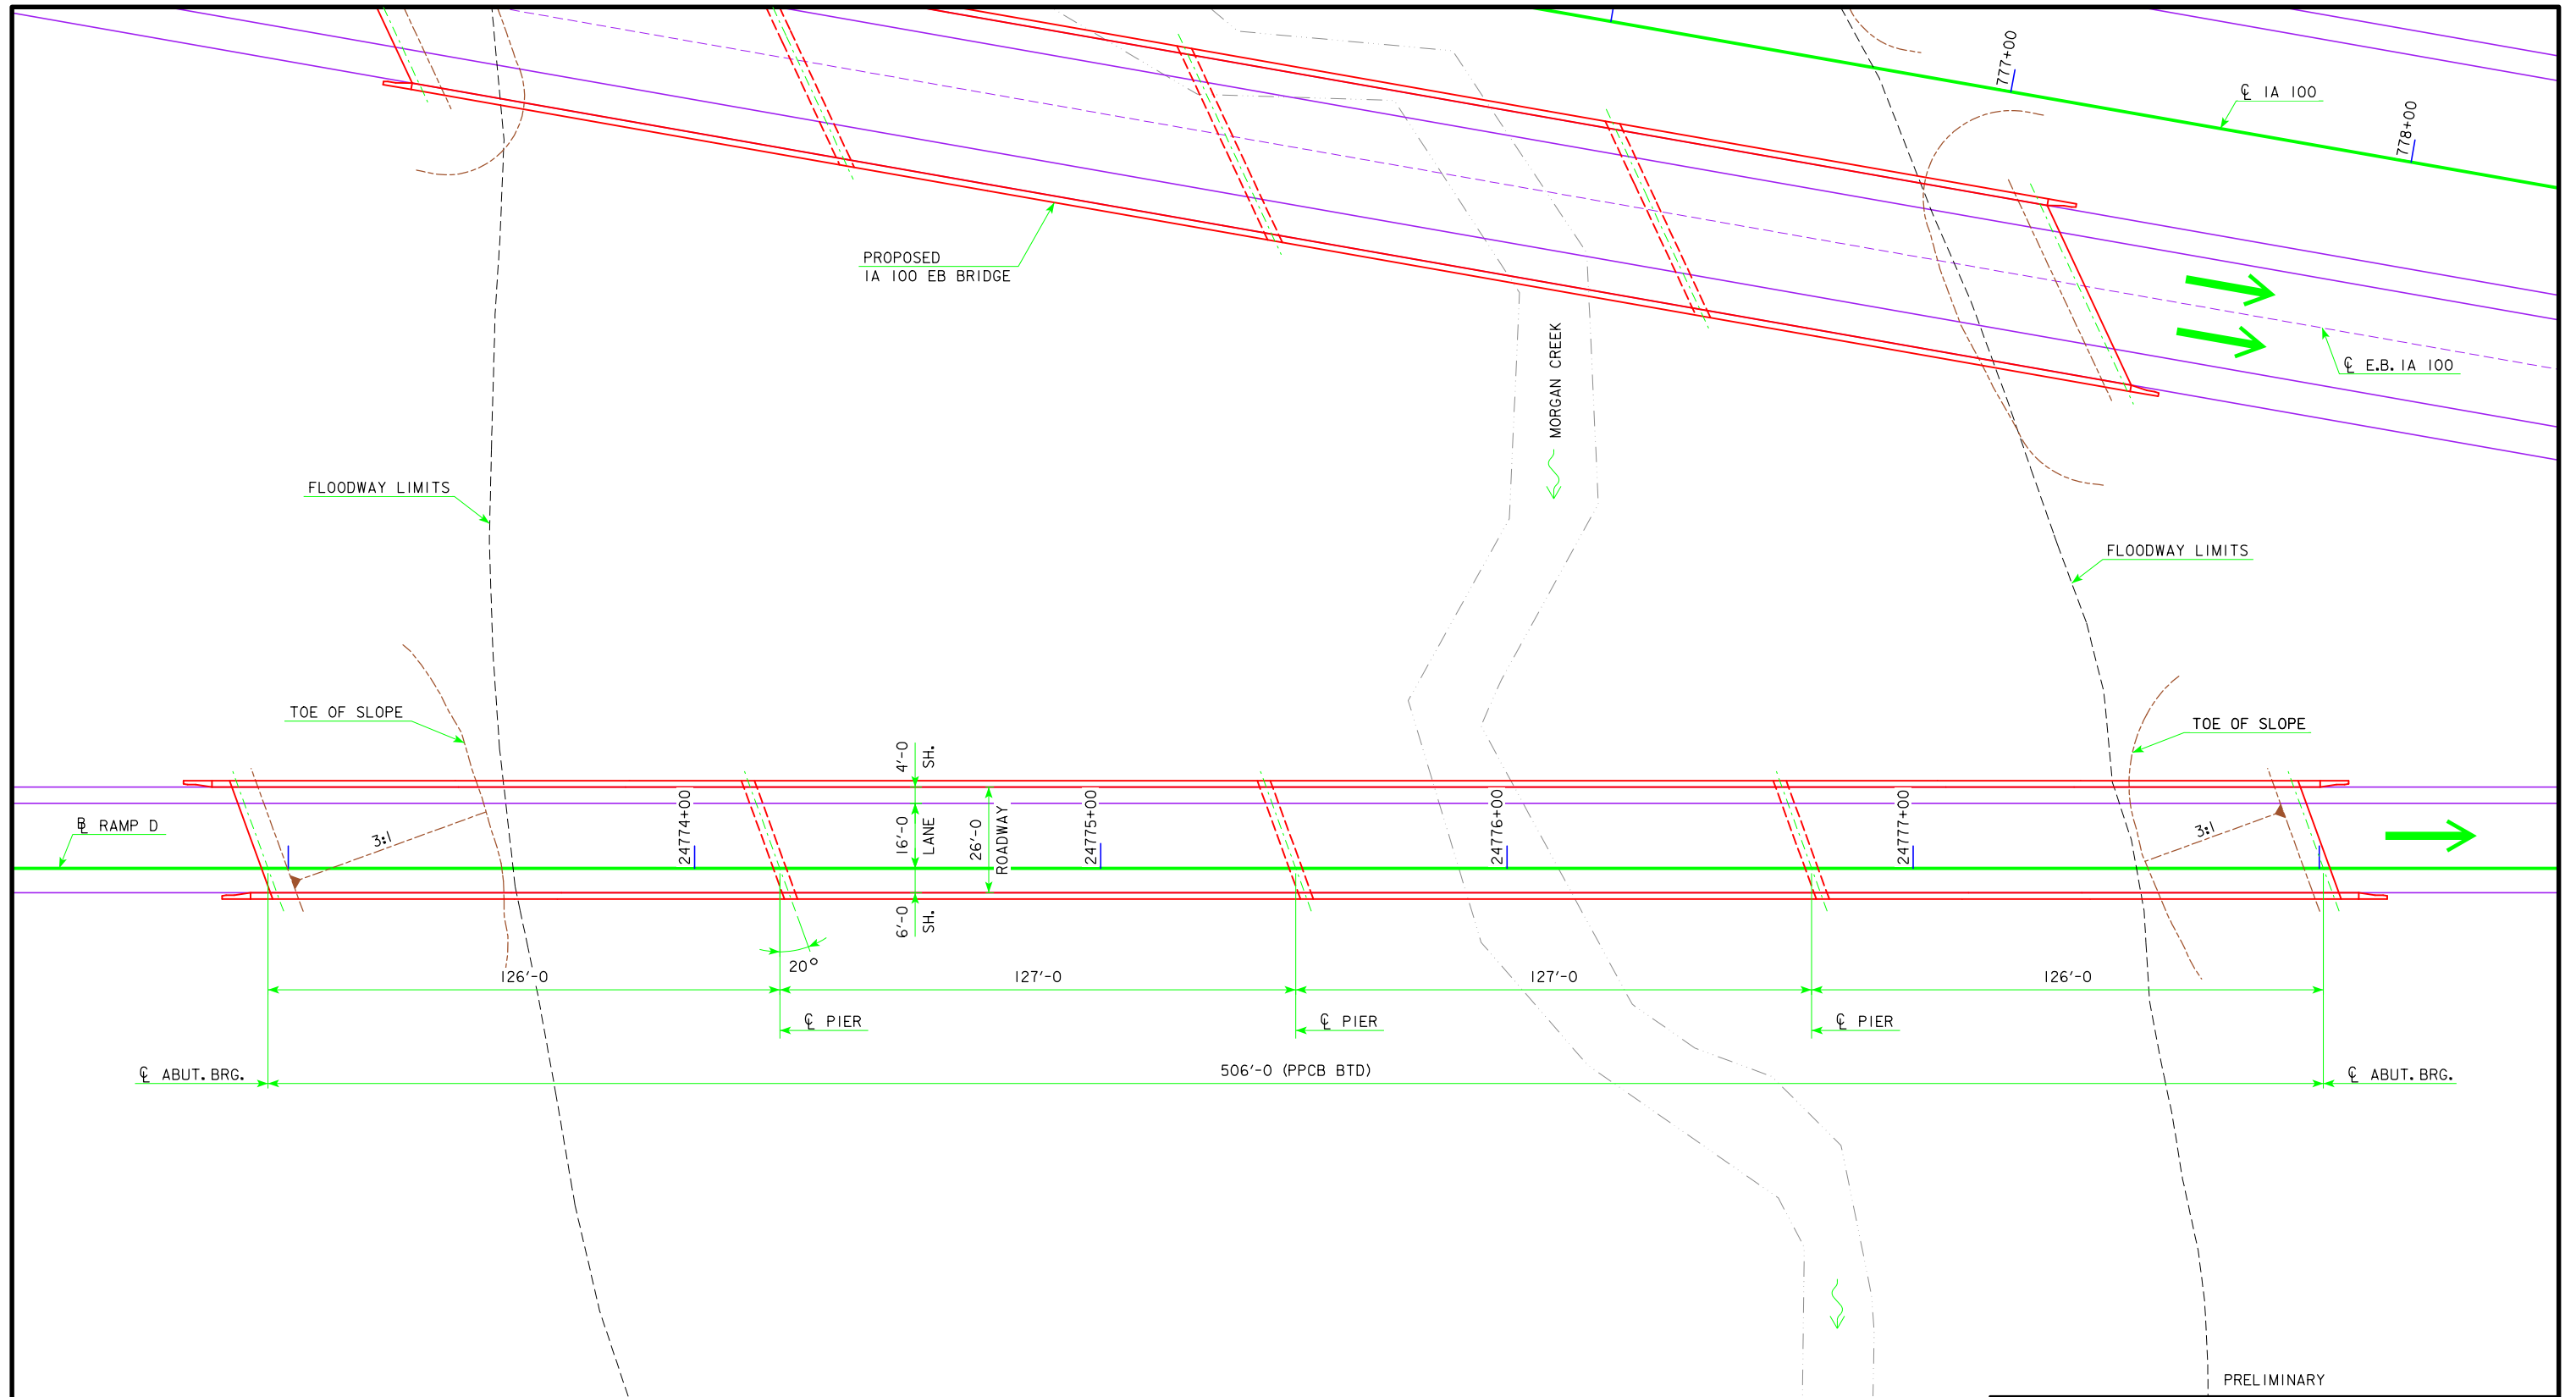 777+00
℄ IA 100
778+00
PROPOSED
IA 100 EB BRIDGE
MORGAN CREEK
℄ E.B. IA 100
FLOODWAY LIMITS
FLOODWAY LIMITS
TOE OF SLOPE
TOE OF SLOPE
4'-0 SH.
16'-0 LANE
26'-0 ROADWAY
6'-0 SH.
BL RAMP D
3:1
24774+00
24775+00
24776+00
24777+00
3:1
20°
126'-0
127'-0
127'-0
126'-0
℄ PIER
℄ PIER
℄ PIER
℄ ABUT. BRG.
506'-0 (PPCB BTD)
℄ ABUT. BRG.
PRELIMINARY